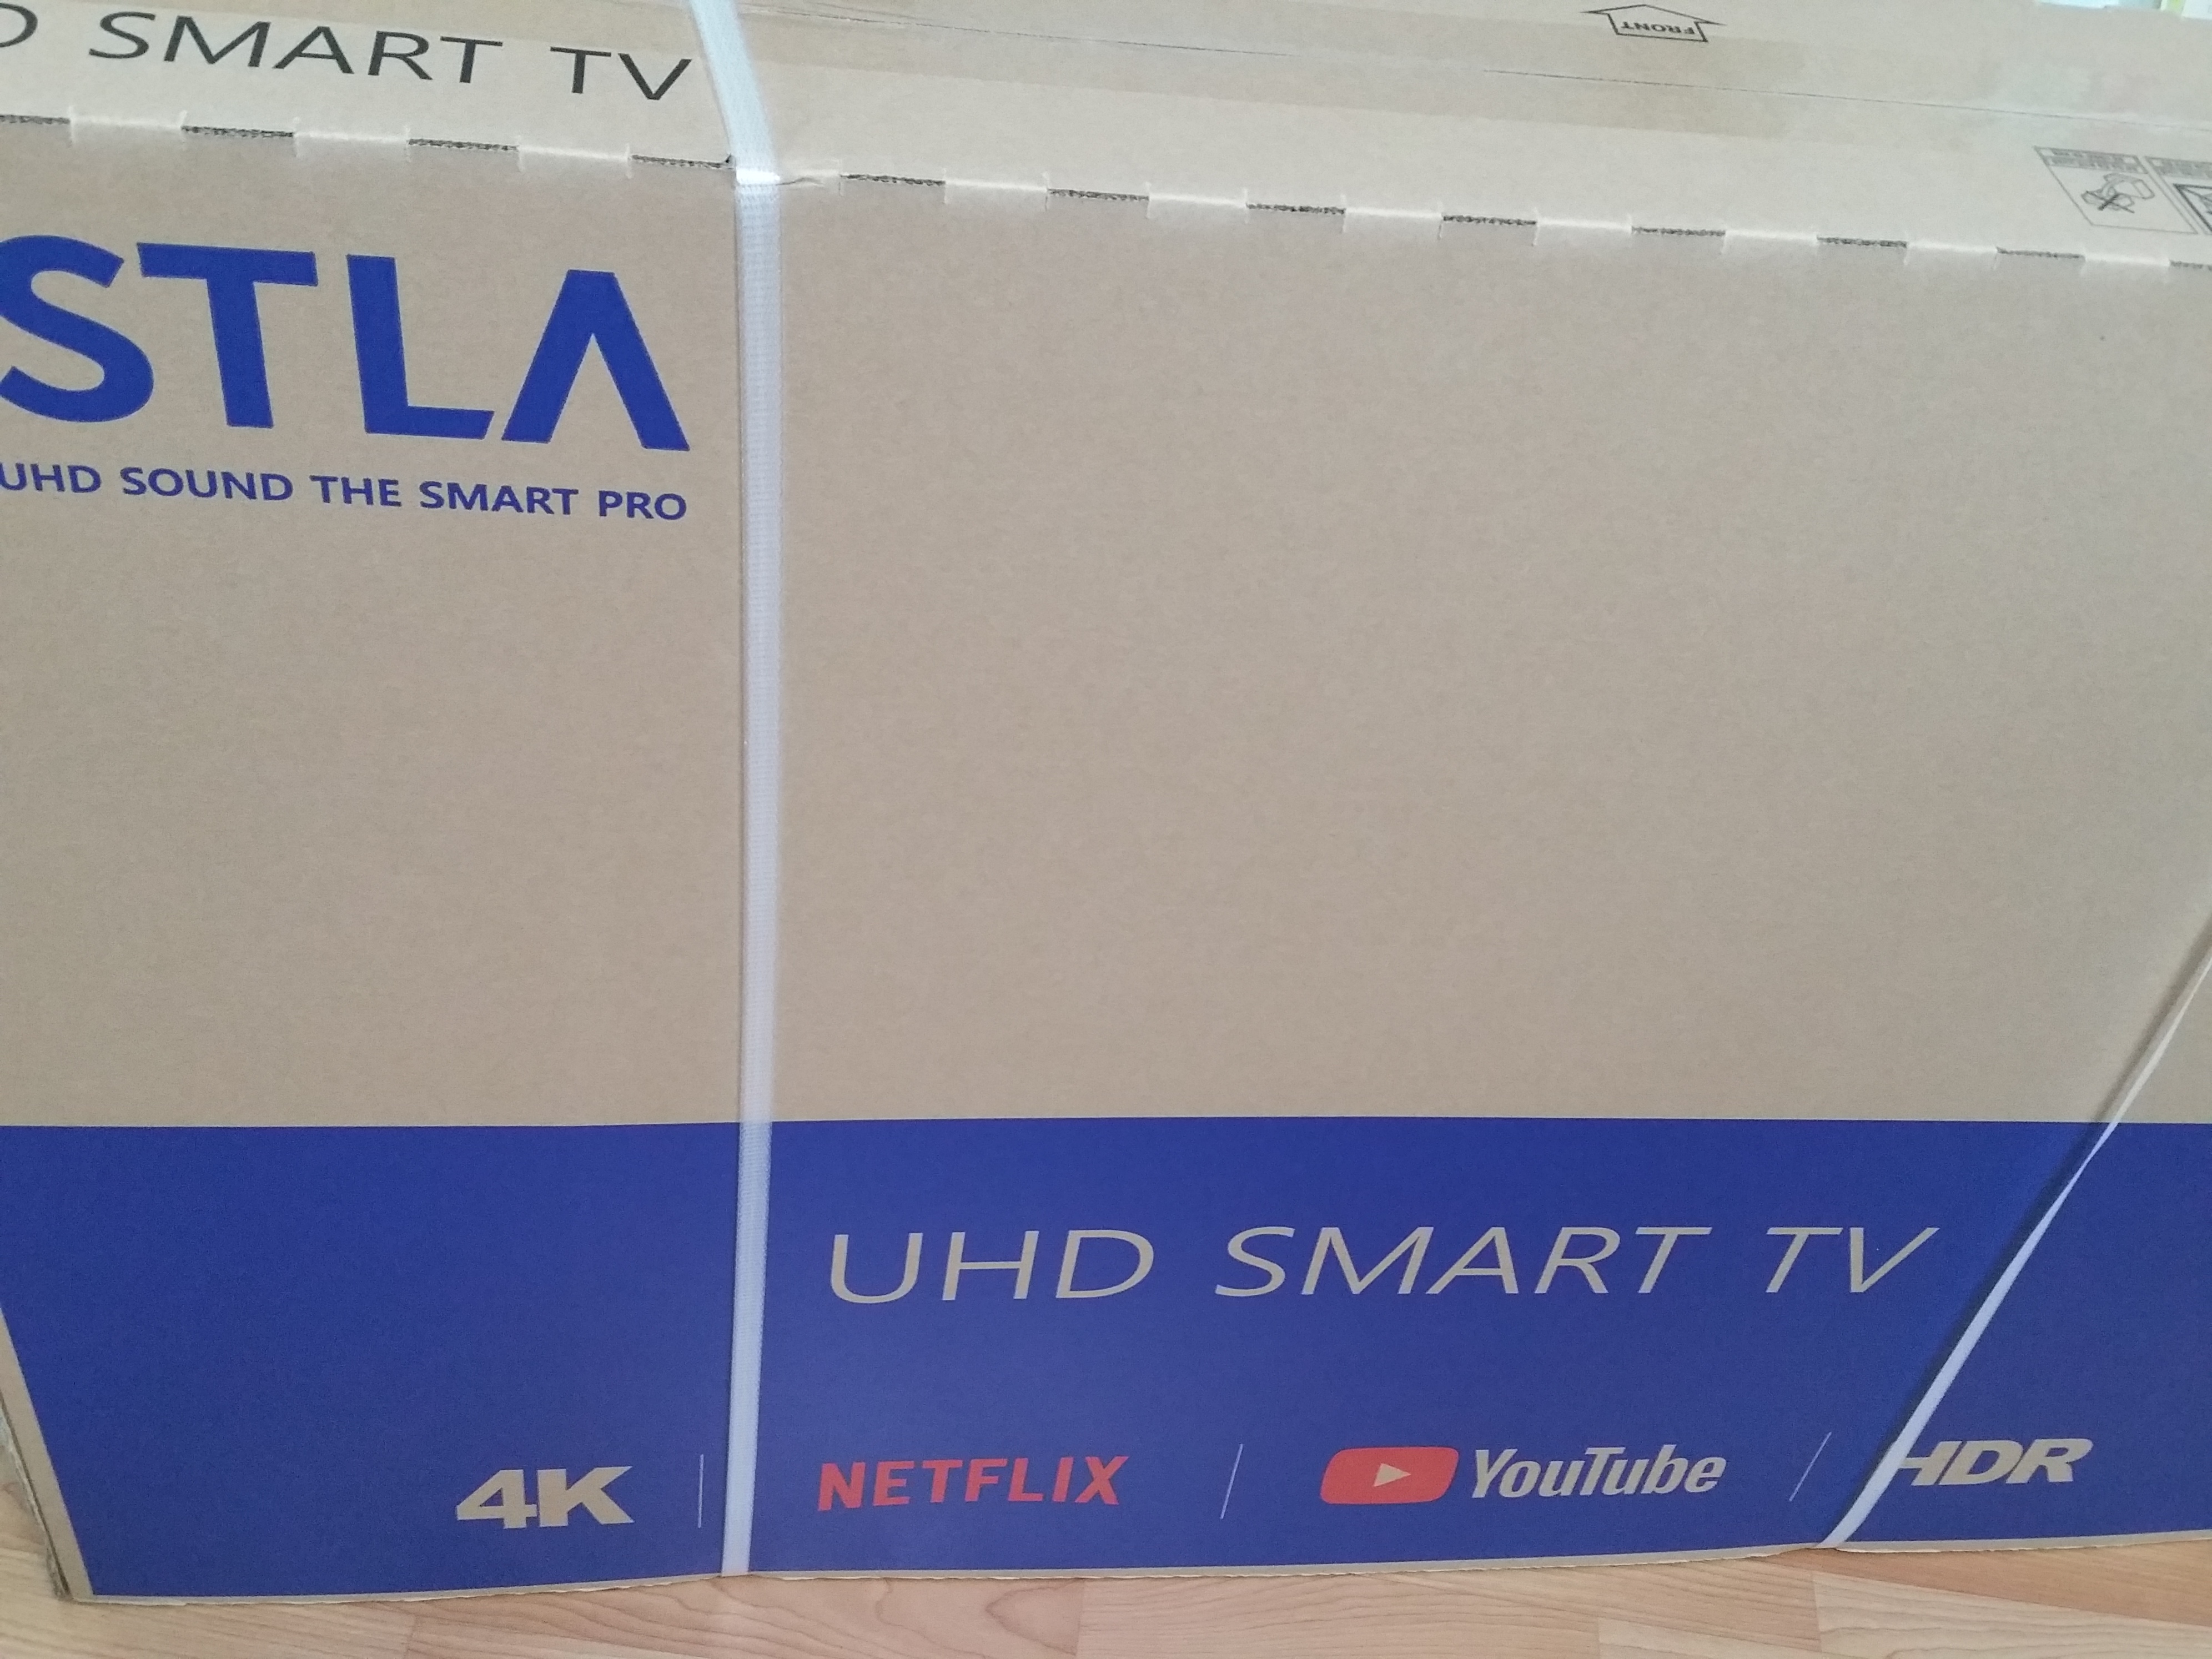 FRONT
D SMART TV
STLA
UHD SOUND THE SMART PRO
UHD SMART TV
4K NETFLIX YouTube HDR